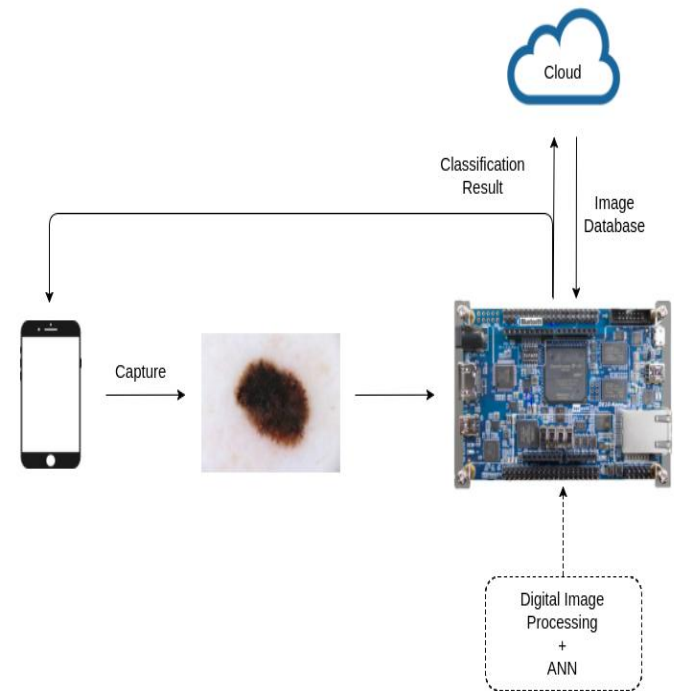 Cloud
Classification
Result
Image
Database
Capture
Digital Image
Processing
+
ANN